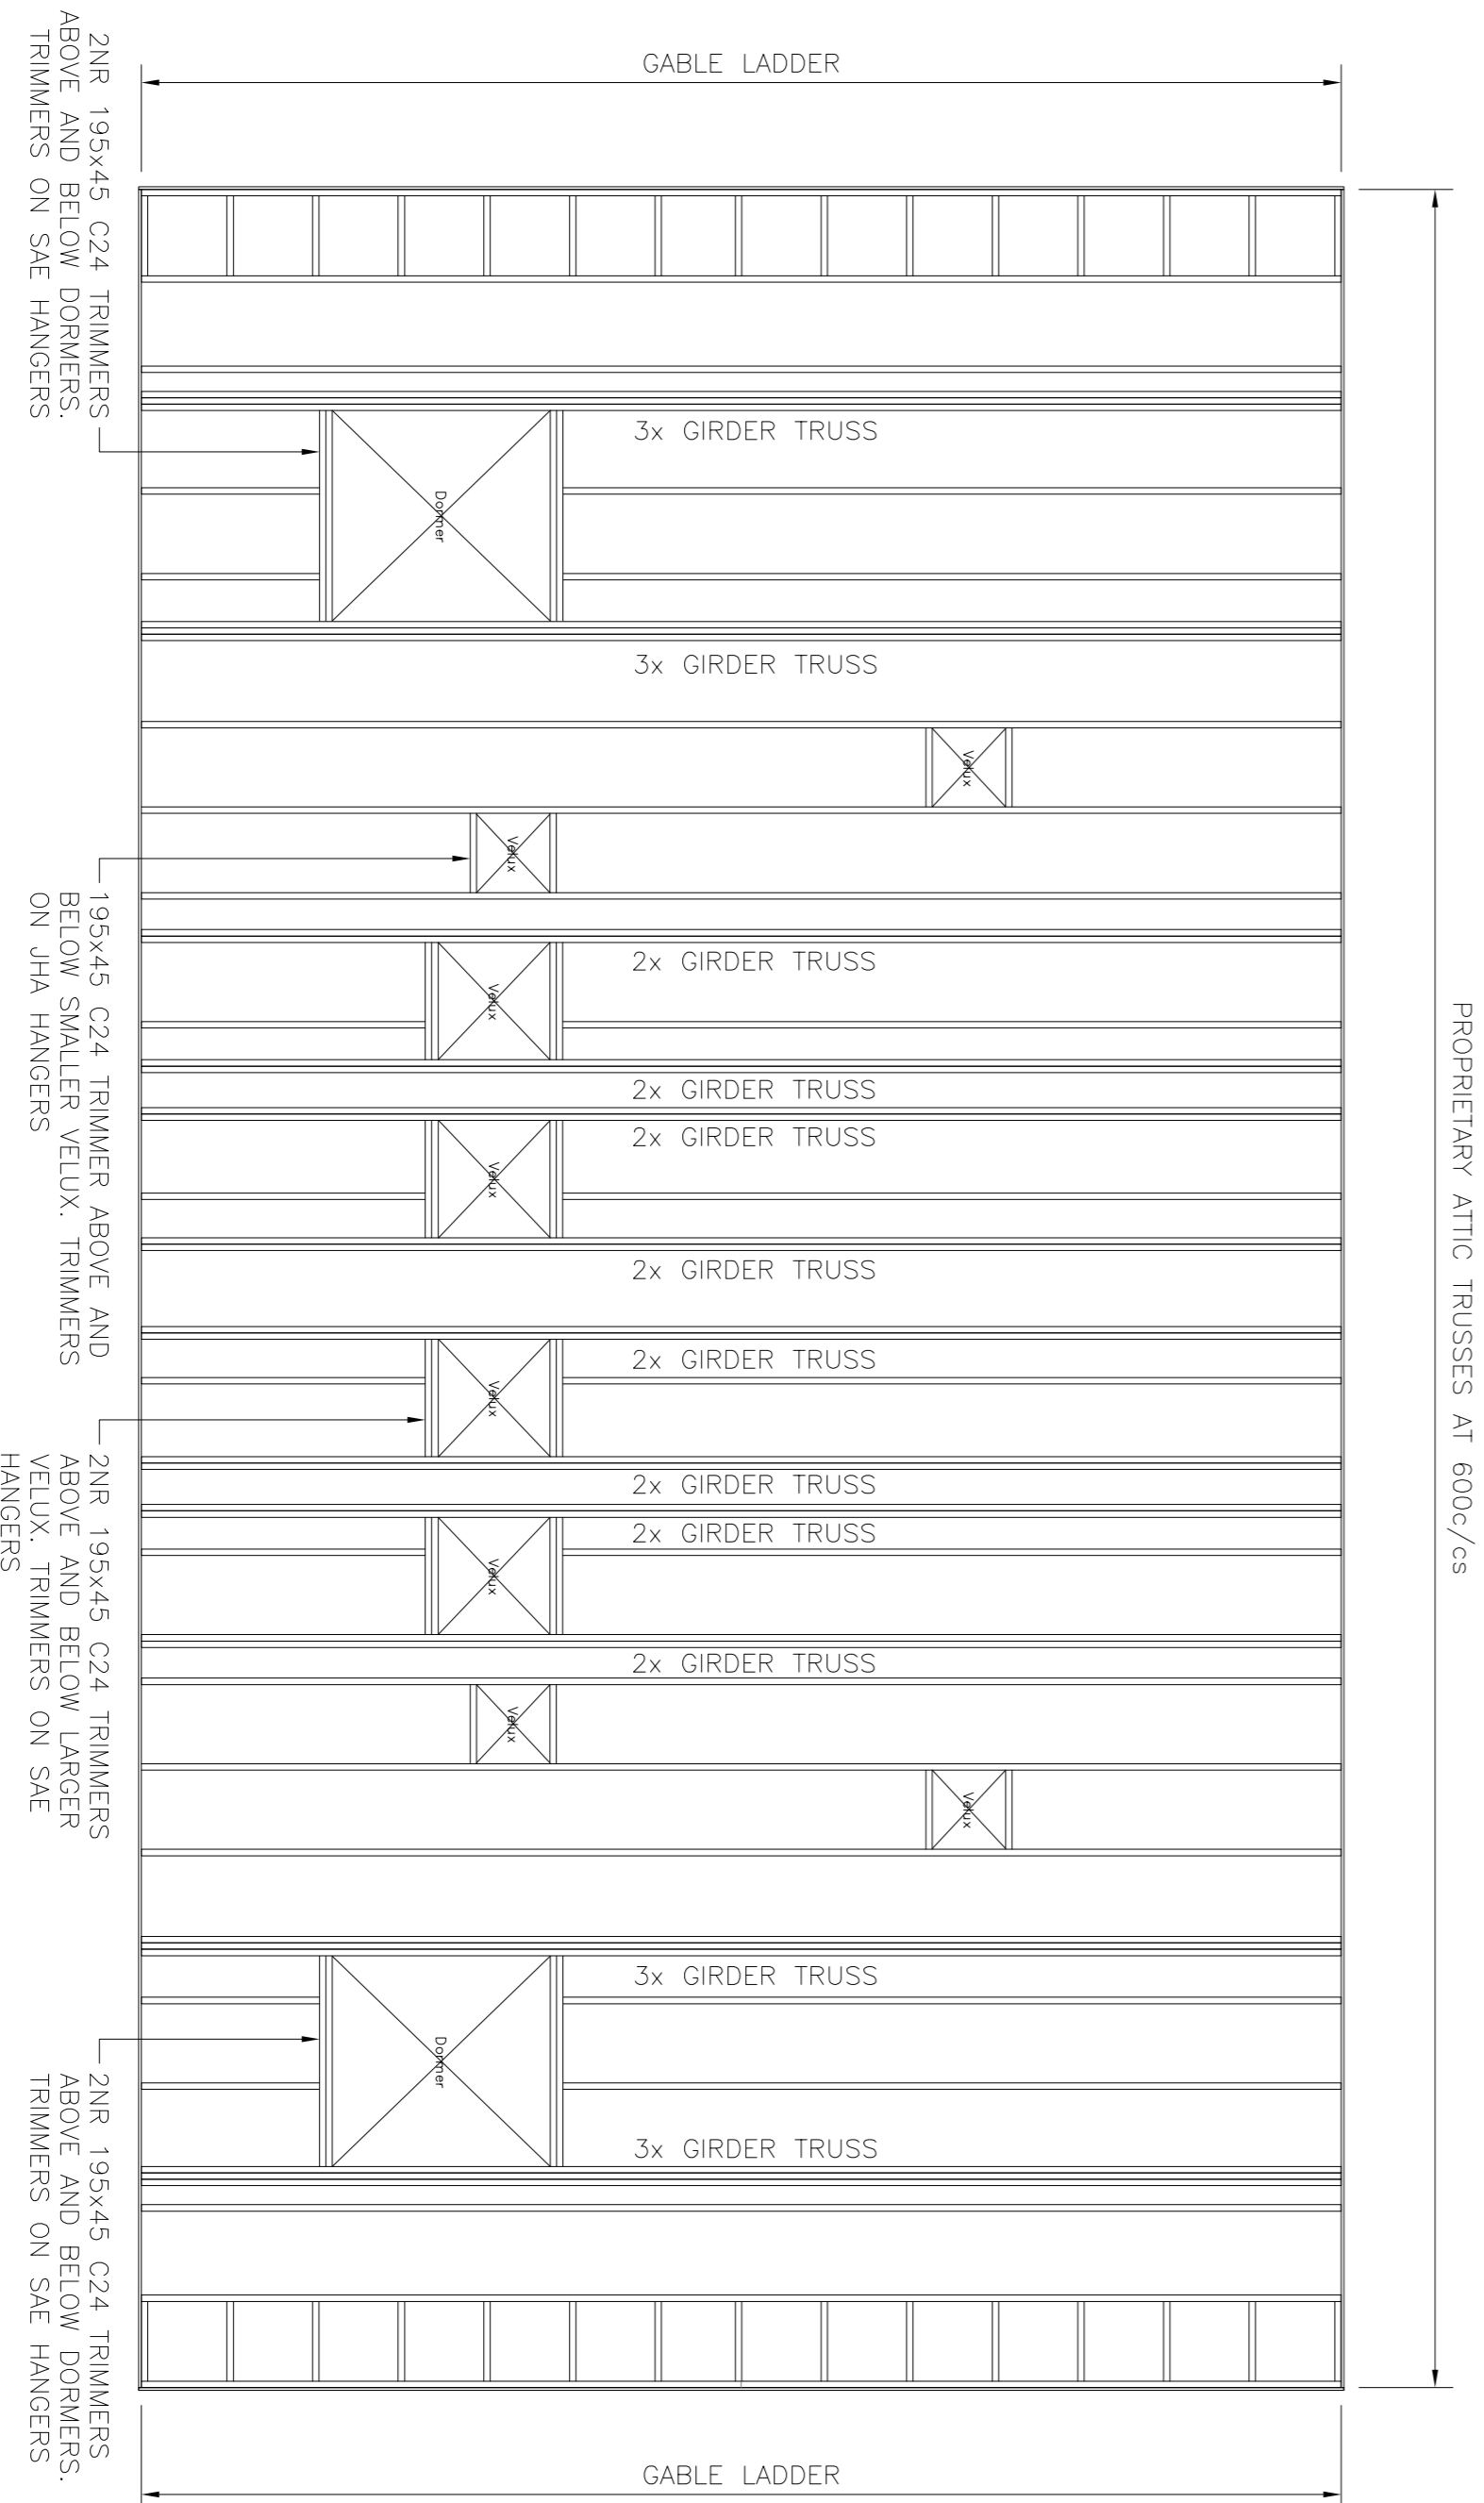 GABLE LADDER
PROPRIETARY ATTIC TRUSSES AT 600c/cs
2NR 195x45 C24 TRIMMERS
ABOVE AND BELOW DORMERS.
TRIMMERS ON SAE HANGERS
3x GIRDER TRUSS
Dormer
3x GIRDER TRUSS
Velux
Velux
195x45 C24 TRIMMER ABOVE AND
BELOW SMALLER VELUX. TRIMMERS
ON JHA HANGERS
2x GIRDER TRUSS
Velux
2x GIRDER TRUSS
2x GIRDER TRUSS
Velux
2x GIRDER TRUSS
2x GIRDER TRUSS
Velux
2NR 195x45 C24 TRIMMERS
ABOVE AND BELOW LARGER
VELUX. TRIMMERS ON SAE
HANGERS
2x GIRDER TRUSS
2x GIRDER TRUSS
Velux
2x GIRDER TRUSS
Velux
Velux
3x GIRDER TRUSS
Dormer
2NR 195x45 C24 TRIMMERS
ABOVE AND BELOW DORMERS.
TRIMMERS ON SAE HANGERS
3x GIRDER TRUSS
GABLE LADDER